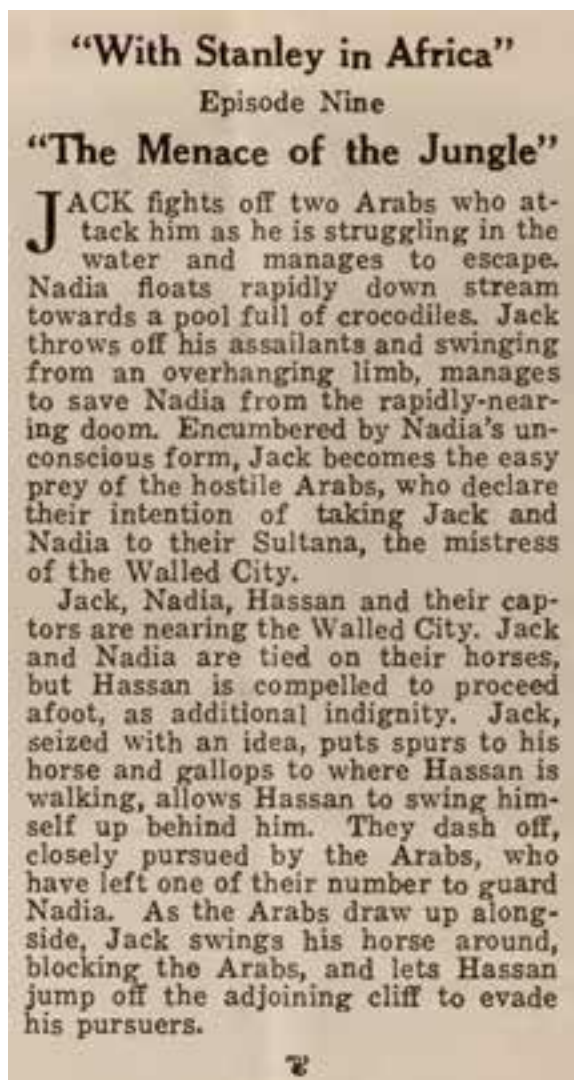 “With Stanley in Africa”
Episode Nine
“The Menace of the Jungle”
JACK fights off two Arabs who at-
tack him as he is struggling in the
water and manages to escape.
Nadia floats rapidly down stream
towards a pool full of crocodiles. Jack
throws off his assailants and swinging
from an overhanging limb, manages
to save Nadia from the rapidly-near-
ing doom. Encumbered by Nadia’s un-
conscious form, Jack becomes the easy
prey of the hostile Arabs, who declare
their intention of taking Jack and
Nadia to their Sultana, the mistress
of the Walled City.
Jack, Nadia, Hassan and their cap-
tors are nearing the Walled City. Jack
and Nadia are tied on their horses,
but Hassan is compelled to proceed
afoot, as additional indignity. Jack,
seized with an idea, puts spurs to his
horse and gallops to where Hassan is
walking, allows Hassan to swing him-
self up behind him. They dash off,
closely pursued by the Arabs, who
have left one of their number to guard
Nadia. As the Arabs draw up along-
side, Jack swings his horse around,
blocking the Arabs, and lets Hassan
jump off the adjoining cliff to evade
his pursuers.